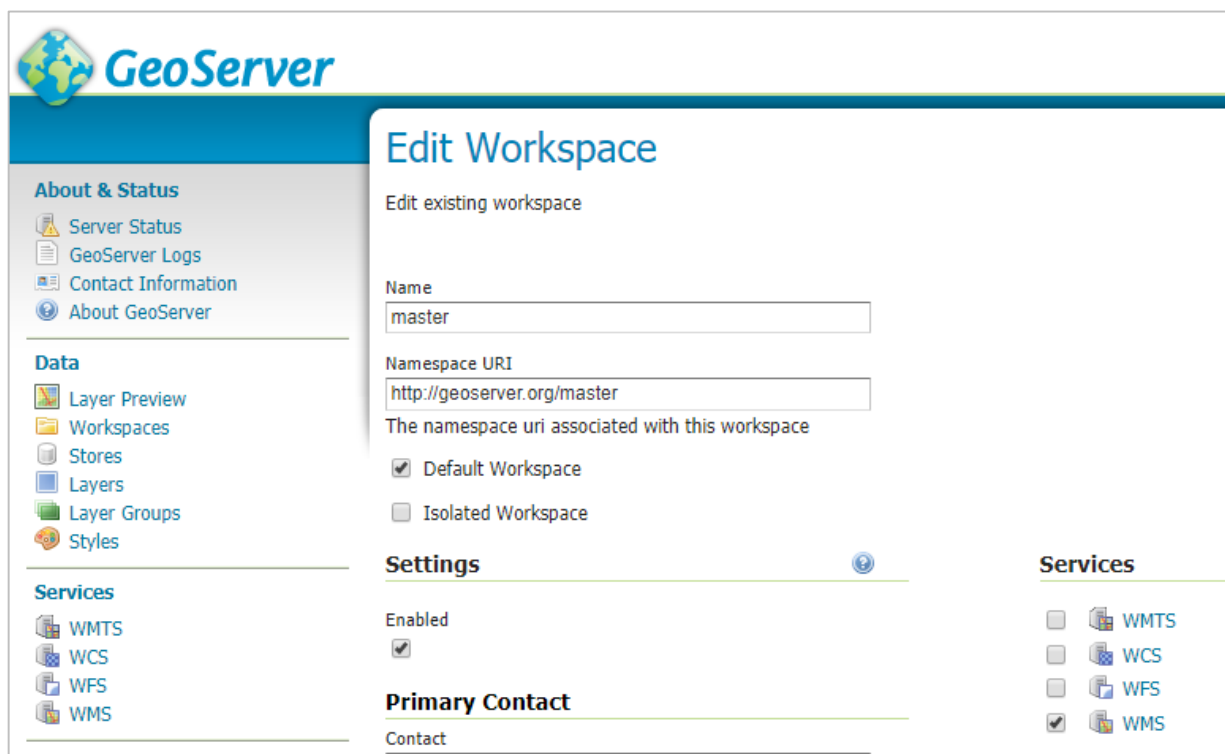 GeoServer
About & Status
Server Status
GeoServer Logs
Contact Information
About GeoServer
Data
Layer Preview
Workspaces
Stores
Layers
Layer Groups
Styles
Services
WMTS
WCS
WFS
WMS
Edit Workspace
Edit existing workspace
Name
master
Namespace URI
http://geoserver.org/master
The namespace uri associated with this workspace
Default Workspace
Isolated Workspace
Settings
Enabled
Primary Contact
Contact
Services
WMTS
WCS
WFS
WMS